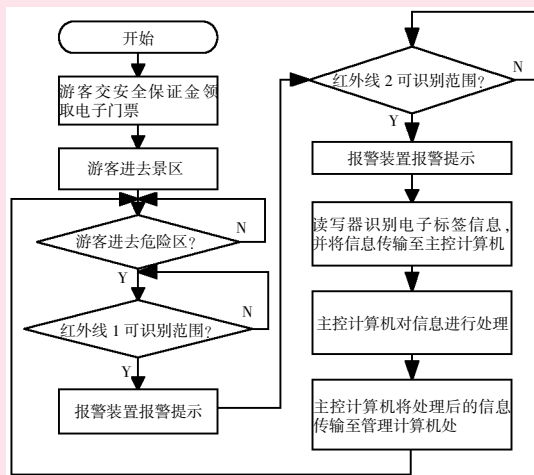 开始
游客交安全保证金领
取电子门票
游客进去景区
游客进去危险区?
N
Y
红外线 1 可识别范围?
N
Y
报警装置报警提示
红外线 2 可识别范围?
N
Y
报警装置报警提示
读写器识别电子标签信息,
并将信息传输至主控计算机
主控计算机对信息进行处理
主控计算机将处理后的信息
传输至管理计算机处